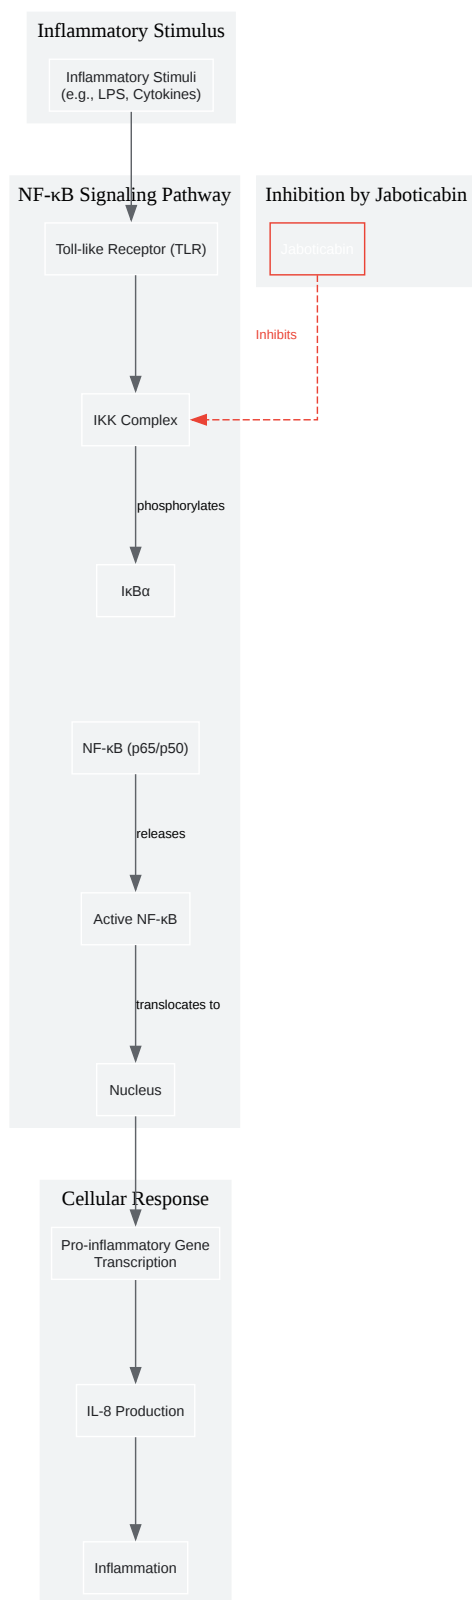 Inflammatory Stimulus
Inflammatory Stimuli
(e.g., LPS, Cytokines)
NF-κB Signaling Pathway
Inhibition by Jaboticabin
Toll-like Receptor (TLR)
Jaboticabin
Inhibits
IKK Complex
phosphorylates
IκBα
NF-κB (p65/p50)
releases
Active NF-κB
translocates to
Nucleus
Cellular Response
Pro-inflammatory Gene
Transcription
IL-8 Production
Inflammation